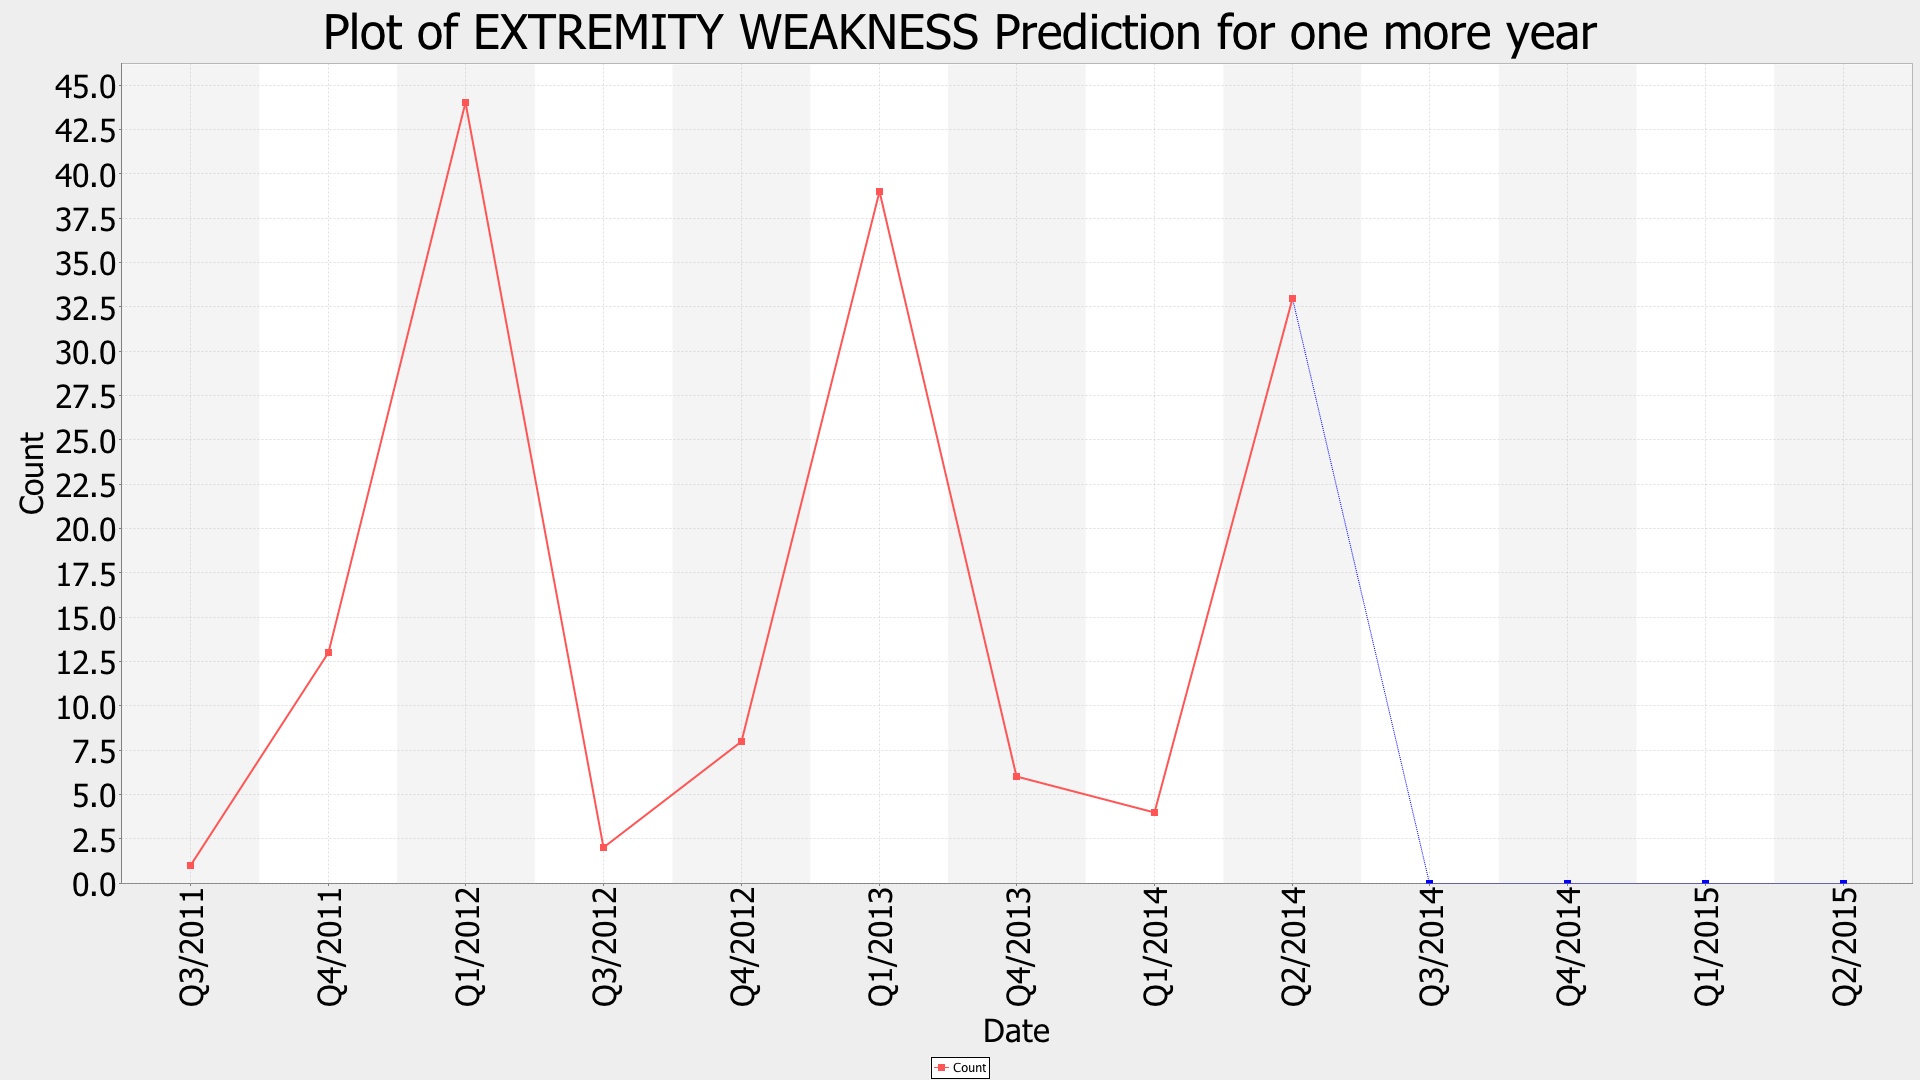 Plot of EXTREMITY WEAKNESS Prediction for one more year
45.0
42.5
40.0
37.5
35.0
32.5
30.0
27.5
25.0
22.5
20.0
17.5
15.0
12.5
10.0
7.5
5.0
2.5
0.0
Count
Q3/2011
Q4/2011
Q1/2012
Q3/2012
Q4/2012
Q1/2013
Q4/2013
Q1/2014
Q2/2014
Q3/2014
Q4/2014
Q1/2015
Q2/2015
Date
Count